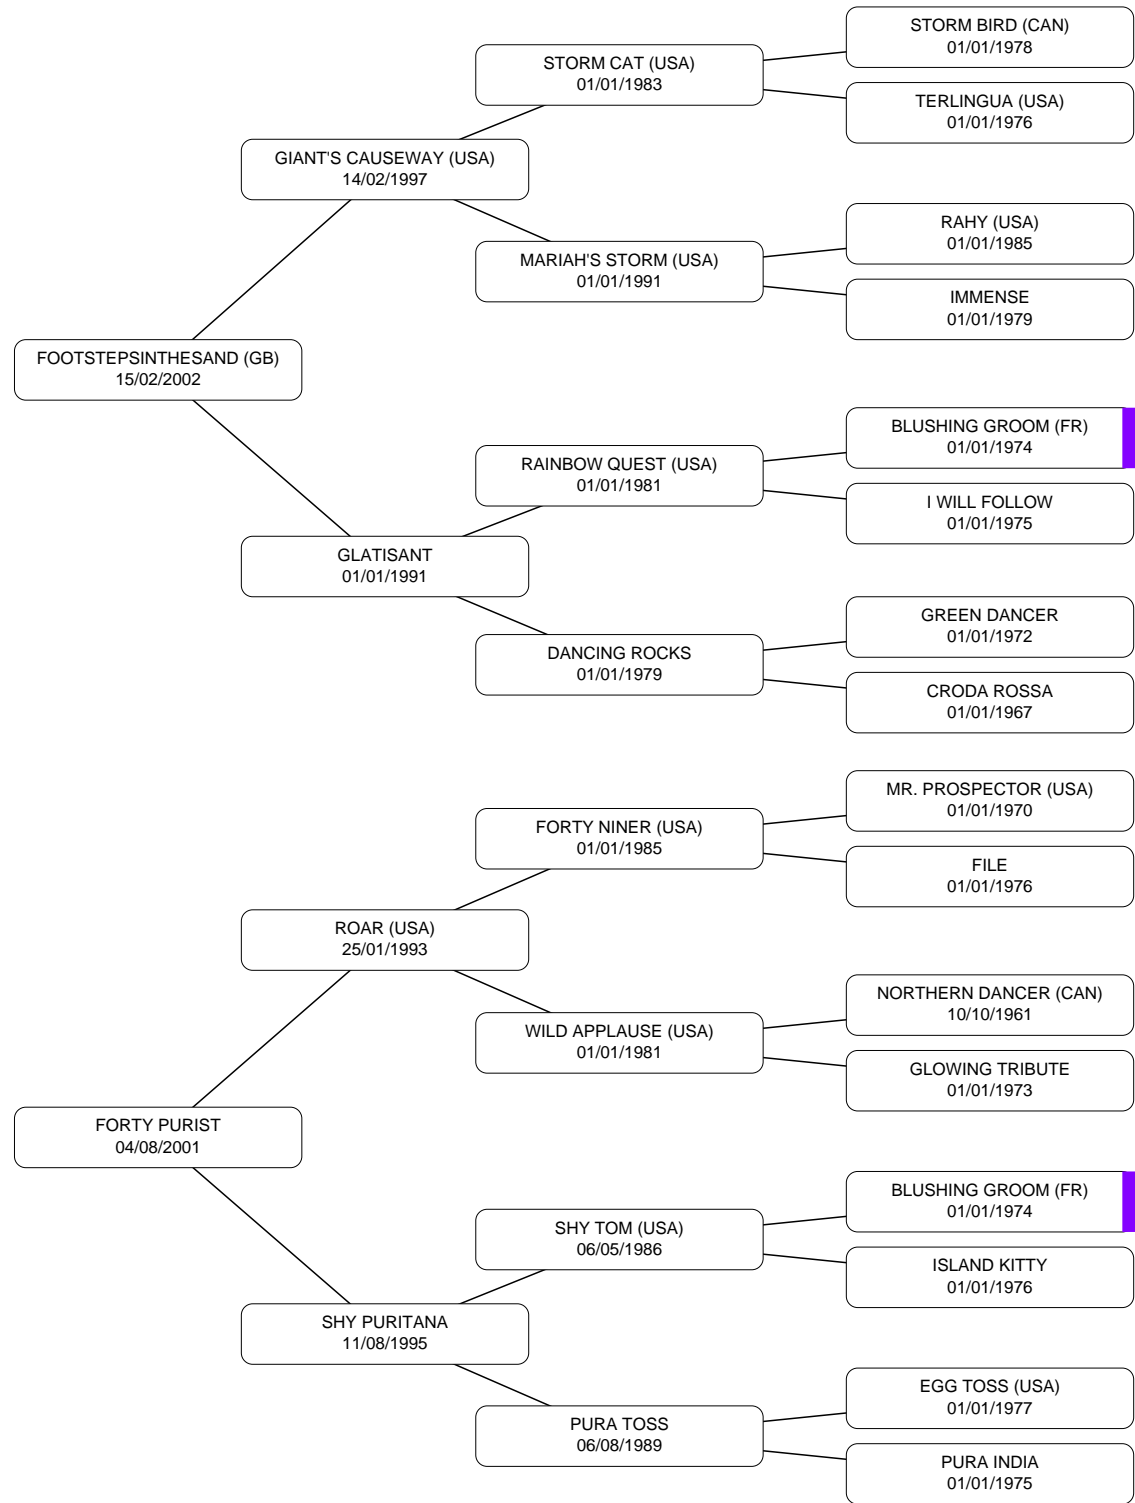 STORM BIRD (CAN)
01/01/1978
STORM CAT (USA)
01/01/1983
TERLINGUA (USA)
01/01/1976
GIANT'S CAUSEWAY (USA)
14/02/1997
RAHY (USA)
01/01/1985
MARIAH'S STORM (USA)
01/01/1991
IMMENSE
01/01/1979
FOOTSTEPSINTHESAND (GB)
15/02/2002
BLUSHING GROOM (FR)
01/01/1974
RAINBOW QUEST (USA)
01/01/1981
I WILL FOLLOW
01/01/1975
GLATISANT
01/01/1991
GREEN DANCER
01/01/1972
DANCING ROCKS
01/01/1979
CRODA ROSSA
01/01/1967
MR. PROSPECTOR (USA)
01/01/1970
FORTY NINER (USA)
01/01/1985
FILE
01/01/1976
ROAR (USA)
25/01/1993
NORTHERN DANCER (CAN)
10/10/1961
WILD APPLAUSE (USA)
01/01/1981
GLOWING TRIBUTE
01/01/1973
FORTY PURIST
04/08/2001
BLUSHING GROOM (FR)
01/01/1974
SHY TOM (USA)
06/05/1986
ISLAND KITTY
01/01/1976
SHY PURITANA
11/08/1995
EGG TOSS (USA)
01/01/1977
PURA TOSS
06/08/1989
PURA INDIA
01/01/1975